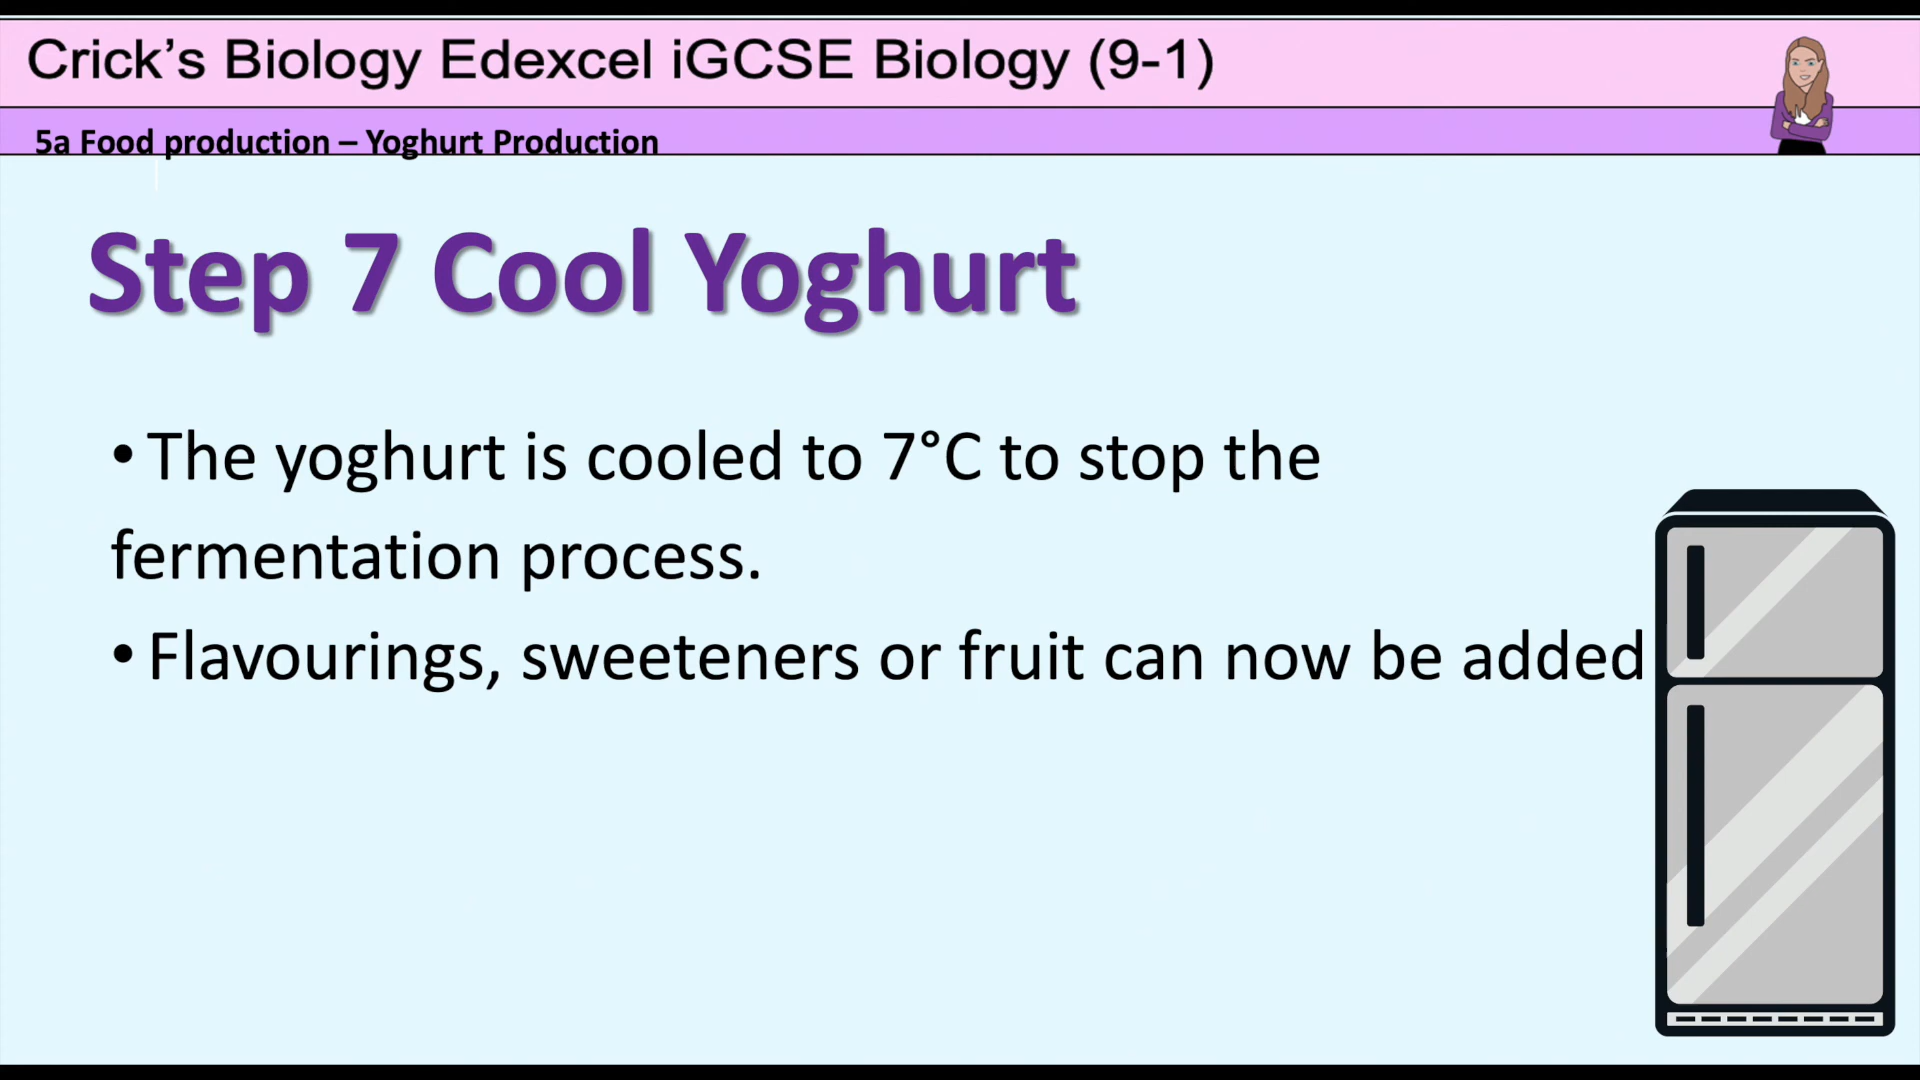 Crick's Biology Edexcel iGCSE Biology (9-1)
5a Food production – Yoghurt Production
Step 7 Cool Yoghurt
• The yoghurt is cooled to 7°C to stop the
fermentation process.
• Flavourings, sweeteners or fruit can now be added